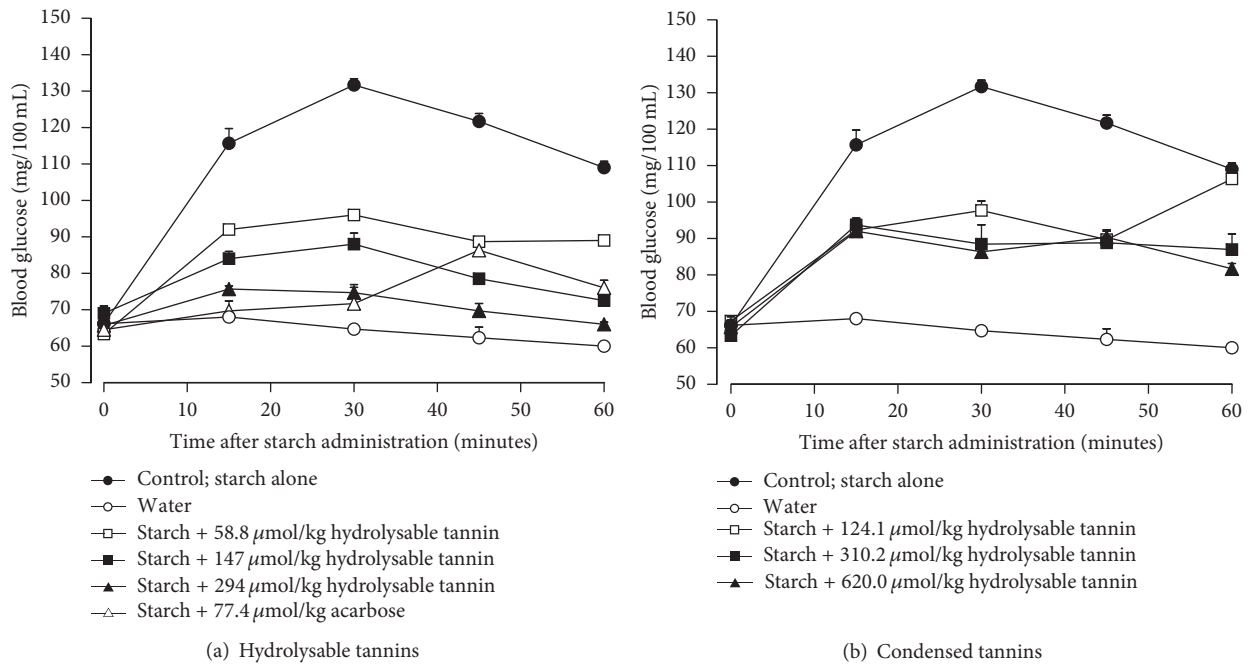 150
140
130
120
110
100
90
80
70
60
50
Blood glucose (mg/100 mL)
0 10 20 30 40 50 60
Time after starch administration (minutes)
Control; starch alone
Water
Starch + 58.8 μmol/kg hydrolysable tannin
Starch + 147 μmol/kg hydrolysable tannin
Starch + 294 μmol/kg hydrolysable tannin
Starch + 77.4 μmol/kg acarbose
(a) Hydrolysable tannins
150
140
130
120
110
100
90
80
70
60
50
Blood glucose (mg/100 mL)
0 10 20 30 40 50 60
Time after starch administration (minutes)
Control; starch alone
Water
Starch + 124.1 μmol/kg hydrolysable tannin
Starch + 310.2 μmol/kg hydrolysable tannin
Starch + 620.0 μmol/kg hydrolysable tannin
(b) Condensed tannins